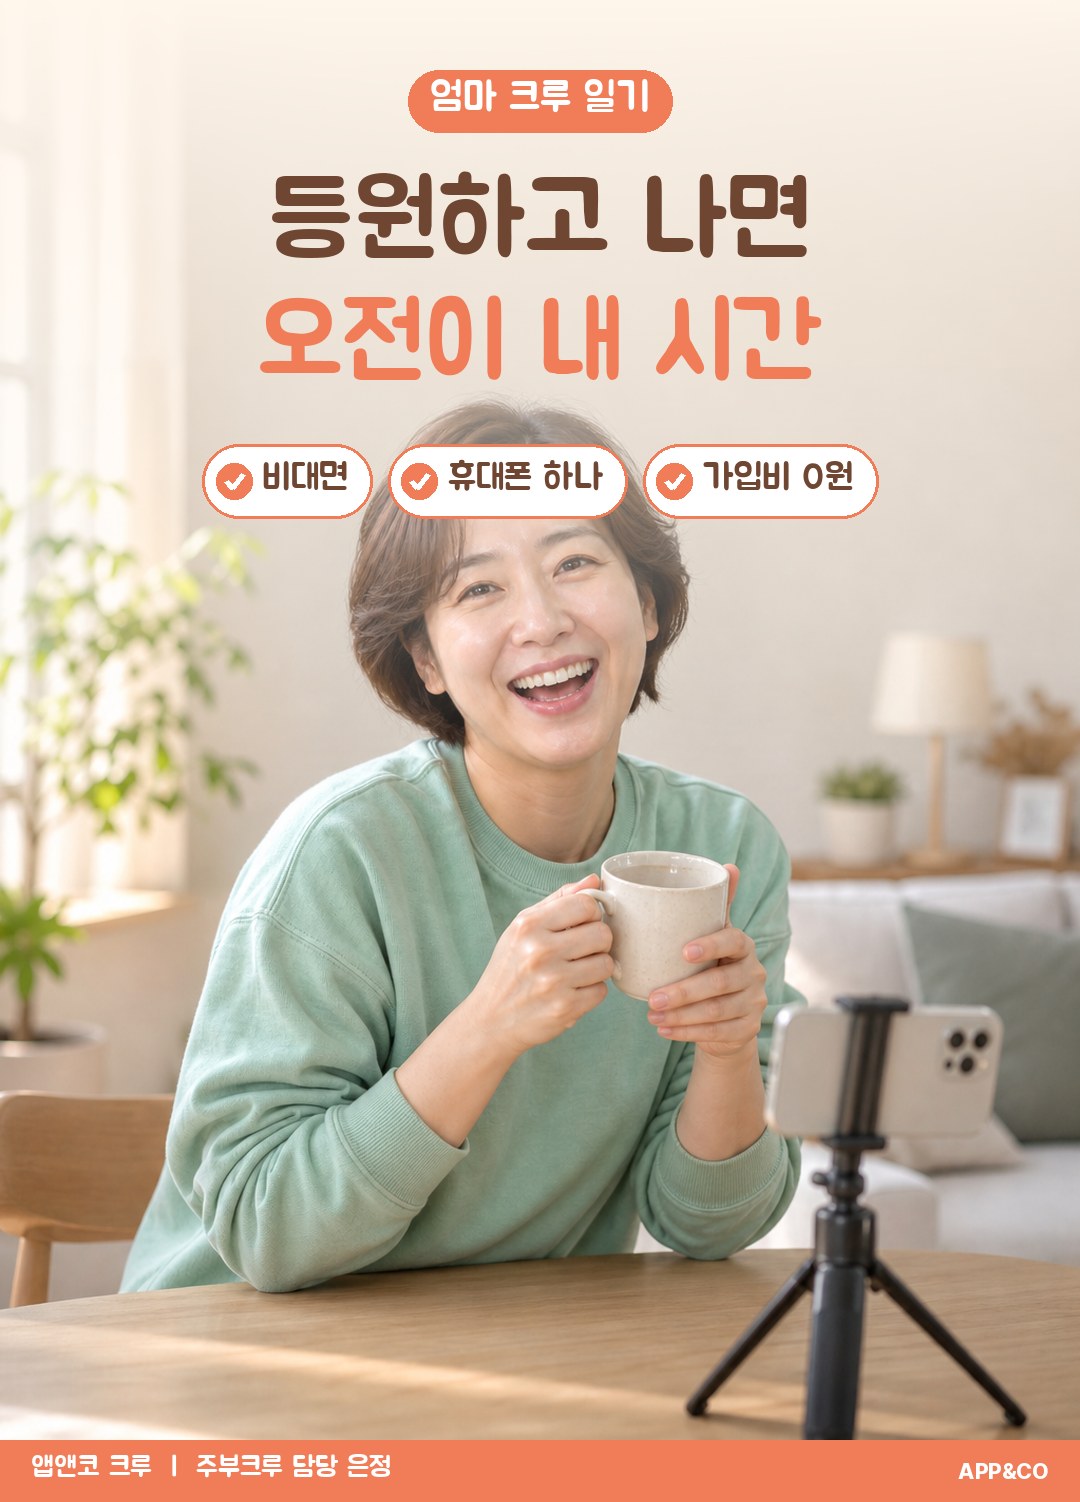 엄마 크루 일기
등원하고 나면
오전이 내 시간
비대면 휴대폰 하나 가입비 0원
앱앤코 크루 | 주부크루 담당 은정 APP&CO